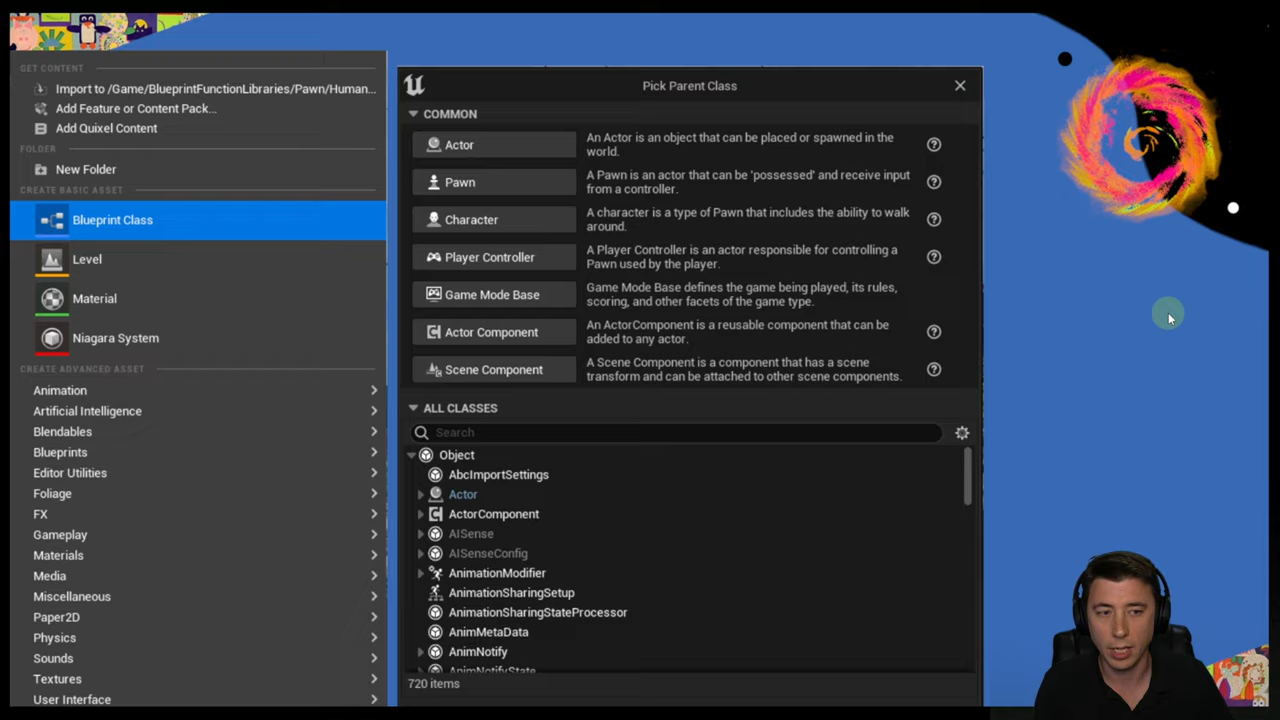 GET CONTENT
Import to /Game/BlueprintFunctionLibraries/Pawn/Human...
Add Feature or Content Pack...
Add Quixel Content
FOLDER
New Folder
CREATE BASIC ASSET
Blueprint Class
Level
Material
Niagara System
CREATE ADVANCED ASSET
Animation
Artificial Intelligence
Blendables
Blueprints
Editor Utilities
Foliage
FX
Gameplay
Materials
Media
Miscellaneous
Paper2D
Physics
Sounds
Textures
User Interface
Pick Parent Class
COMMON
Actor
An Actor is an object that can be placed or spawned in the
world.
Pawn
A Pawn is an actor that can be 'possessed' and receive input
from a controller.
Character
A character is a type of Pawn that includes the ability to walk
around.
Player Controller
A Player Controller is an actor responsible for controlling a
Pawn used by the player.
Game Mode Base
Game Mode Base defines the game being played, its rules,
scoring, and other facets of the game type.
Actor Component
An ActorComponent is a reusable component that can be
added to any actor.
Scene Component
A Scene Component is a component that has a scene
transform and can be attached to other scene components.
ALL CLASSES
Search
Object
AbcImportSettings
Actor
ActorComponent
AISense
AISenseConfig
AnimationModifier
AnimationSharingSetup
AnimationSharingStateProcessor
AnimMetaData
AnimNotify
AnimNotifyState
720 items